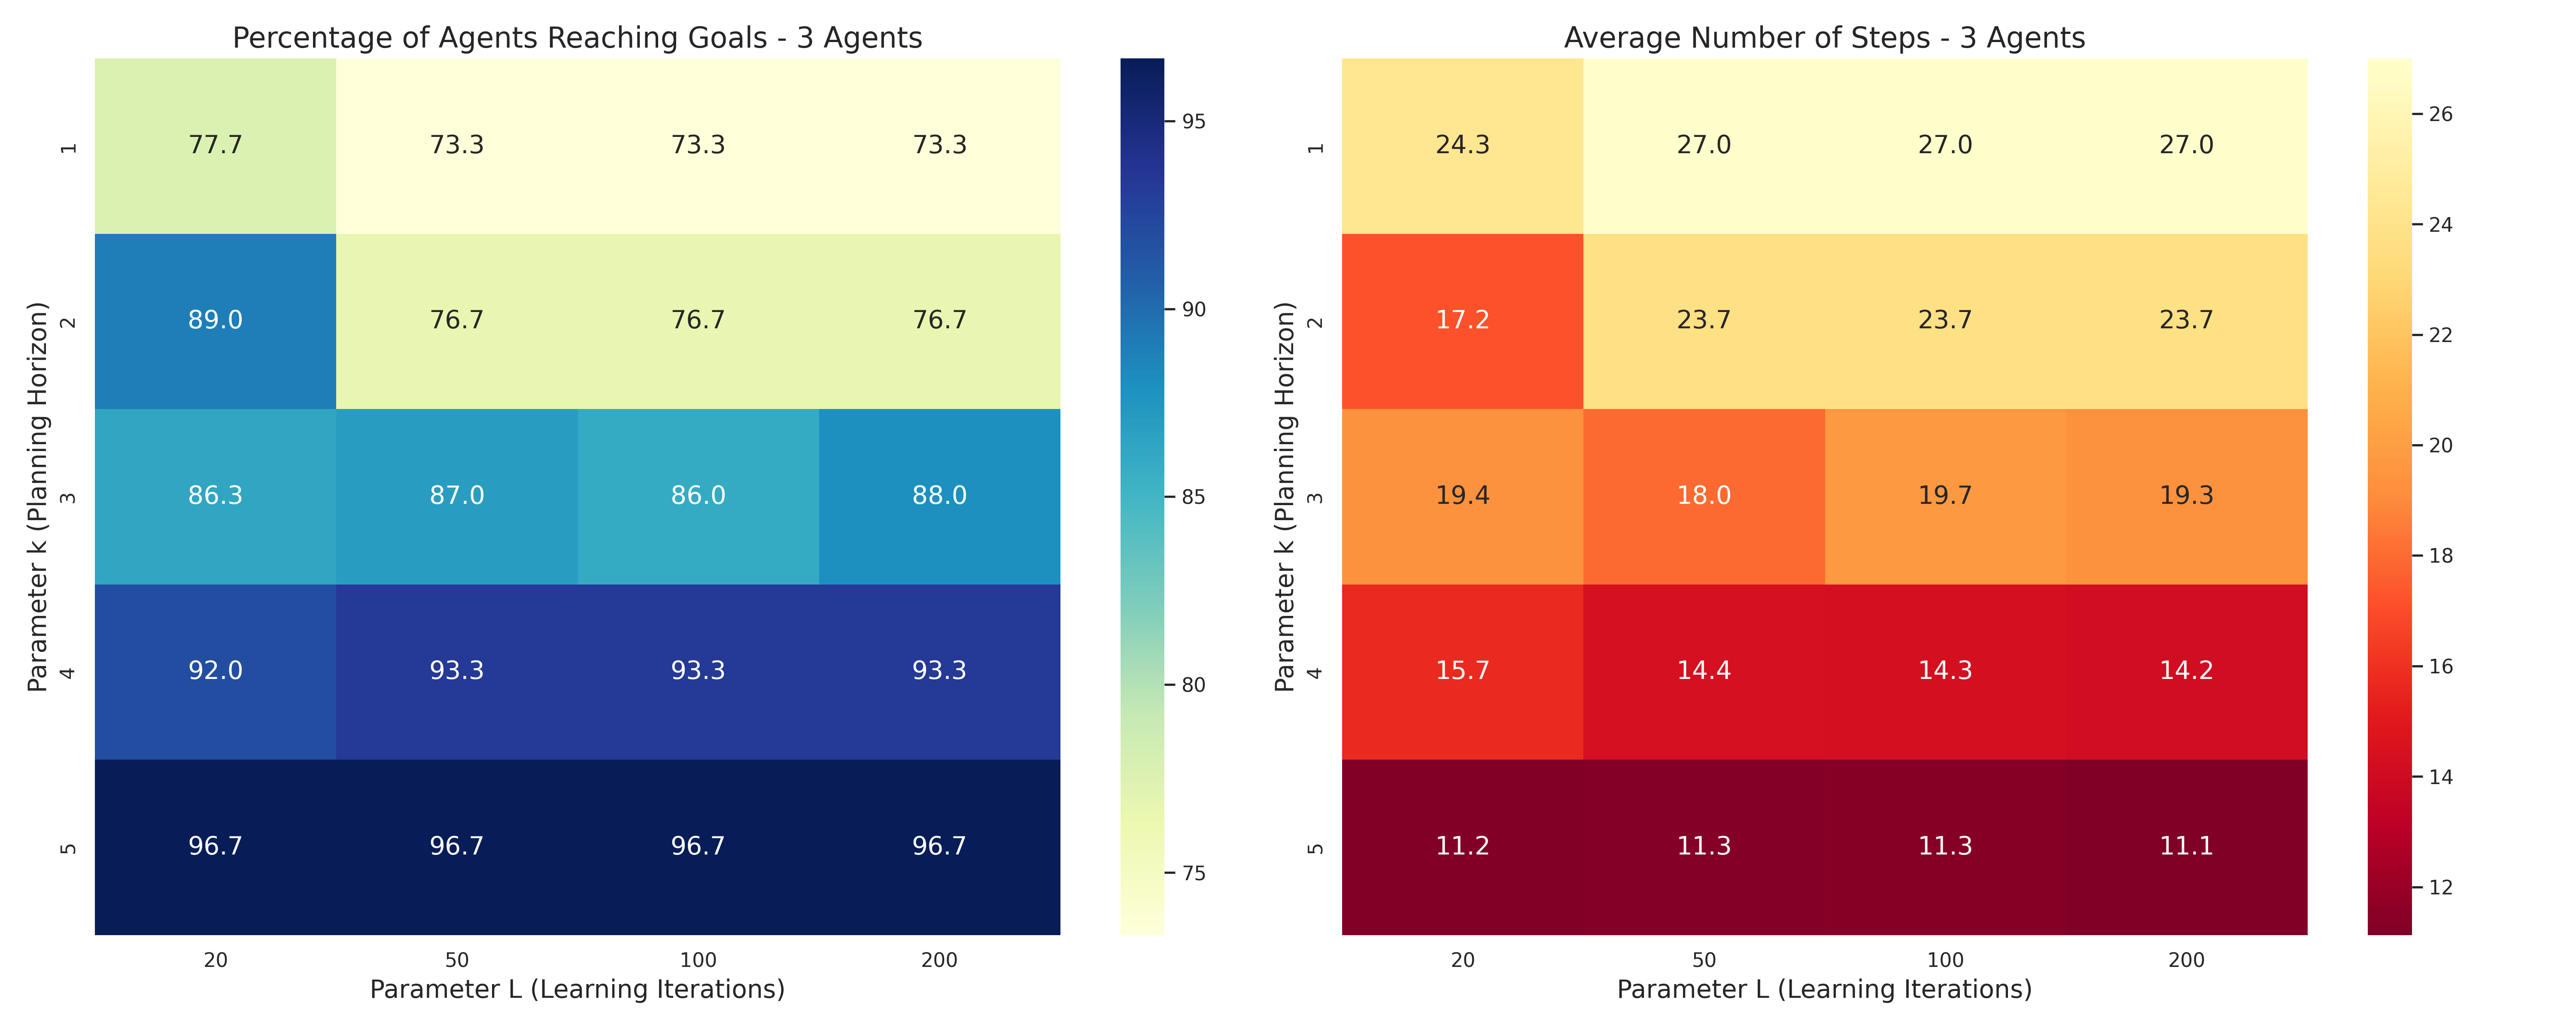 Percentage of Agents Reaching Goals - 3 Agents
Parameter k (Planning Horizon)
1 77.7 73.3 73.3 73.3
2 89.0 76.7 76.7 76.7
3 86.3 87.0 86.0 88.0
4 92.0 93.3 93.3 93.3
5 96.7 96.7 96.7 96.7
20 50 100 200
Parameter L (Learning Iterations)
95
90
85
80
75
Average Number of Steps - 3 Agents
Parameter k (Planning Horizon)
1 24.3 27.0 27.0 27.0
2 17.2 23.7 23.7 23.7
3 19.4 18.0 19.7 19.3
4 15.7 14.4 14.3 14.2
5 11.2 11.3 11.3 11.1
20 50 100 200
Parameter L (Learning Iterations)
26
24
22
20
18
16
14
12